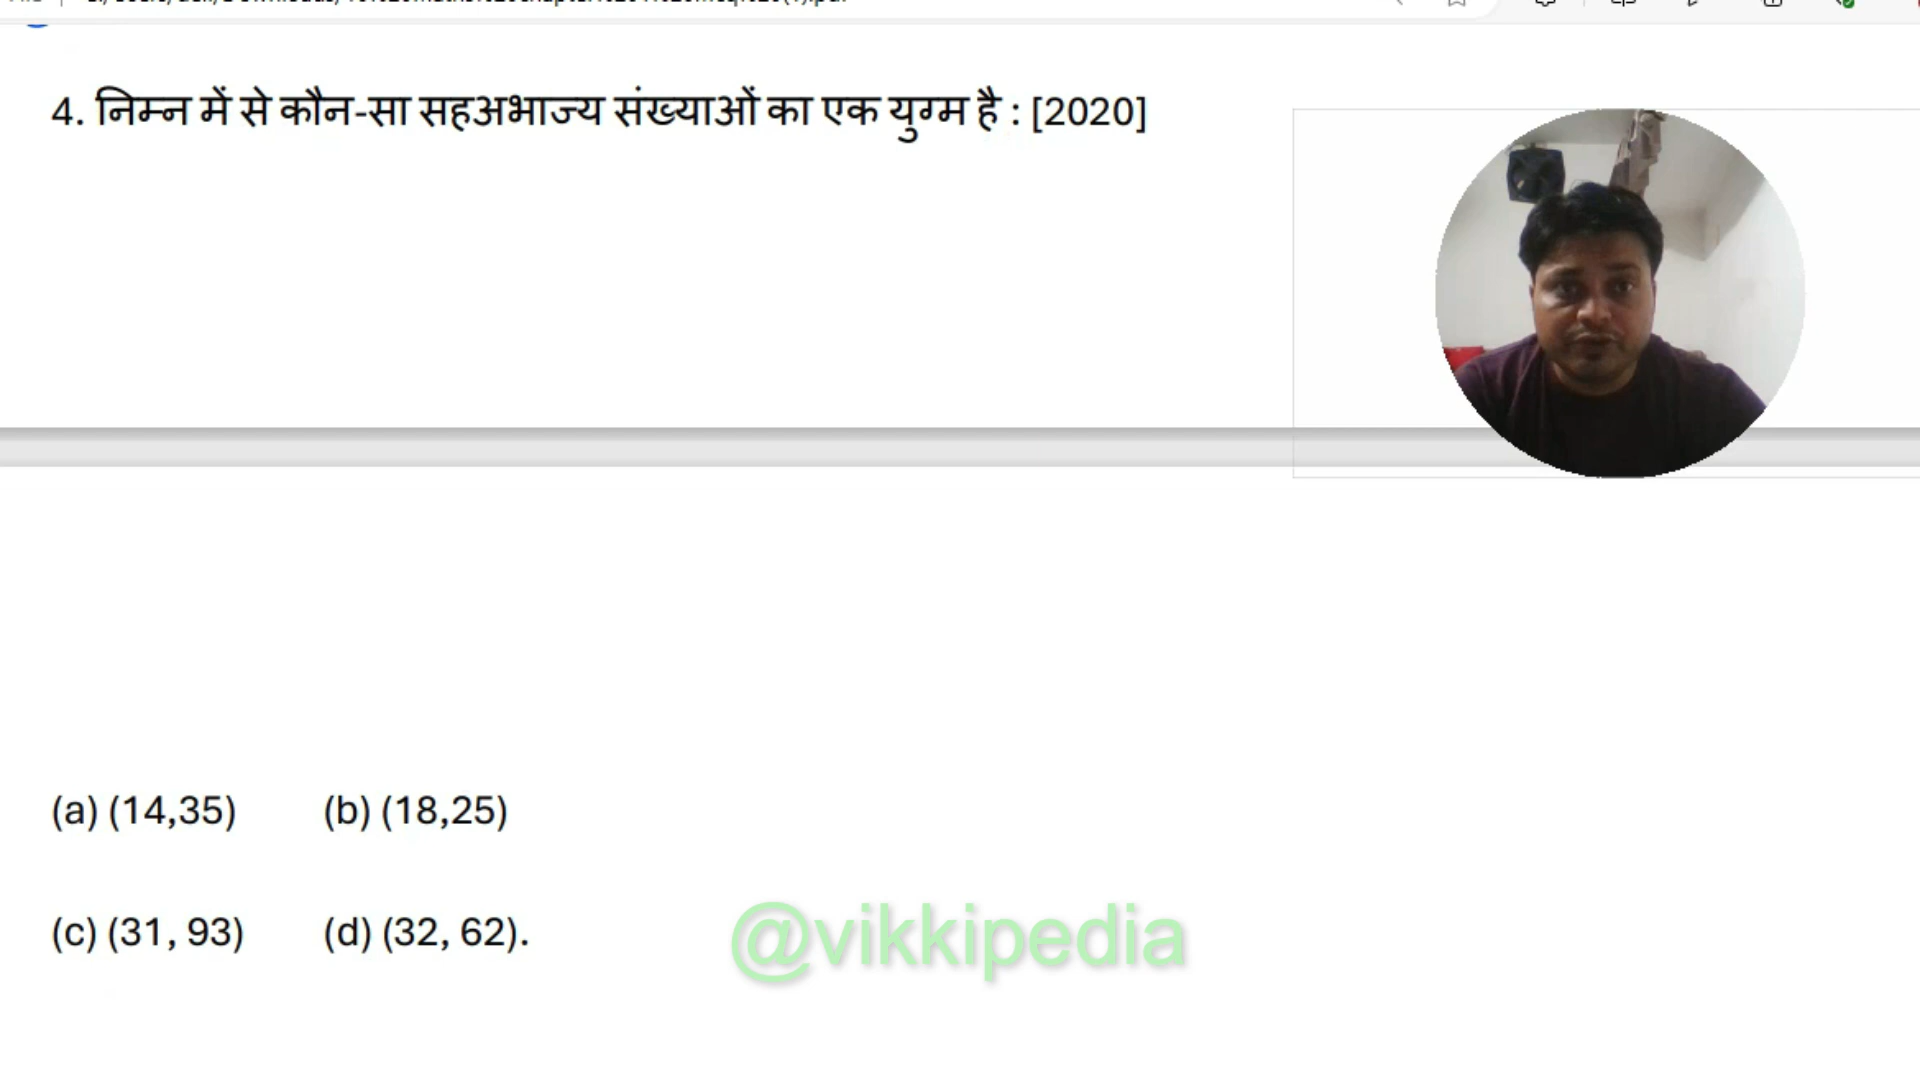 4. निम्न में से कौन-सा सहअभाज्य संख्याओं का एक युग्म है : [2020]
(a) (14,35) (b) (18,25)
(c) (31, 93) (d) (32, 62).
@vikkipedia